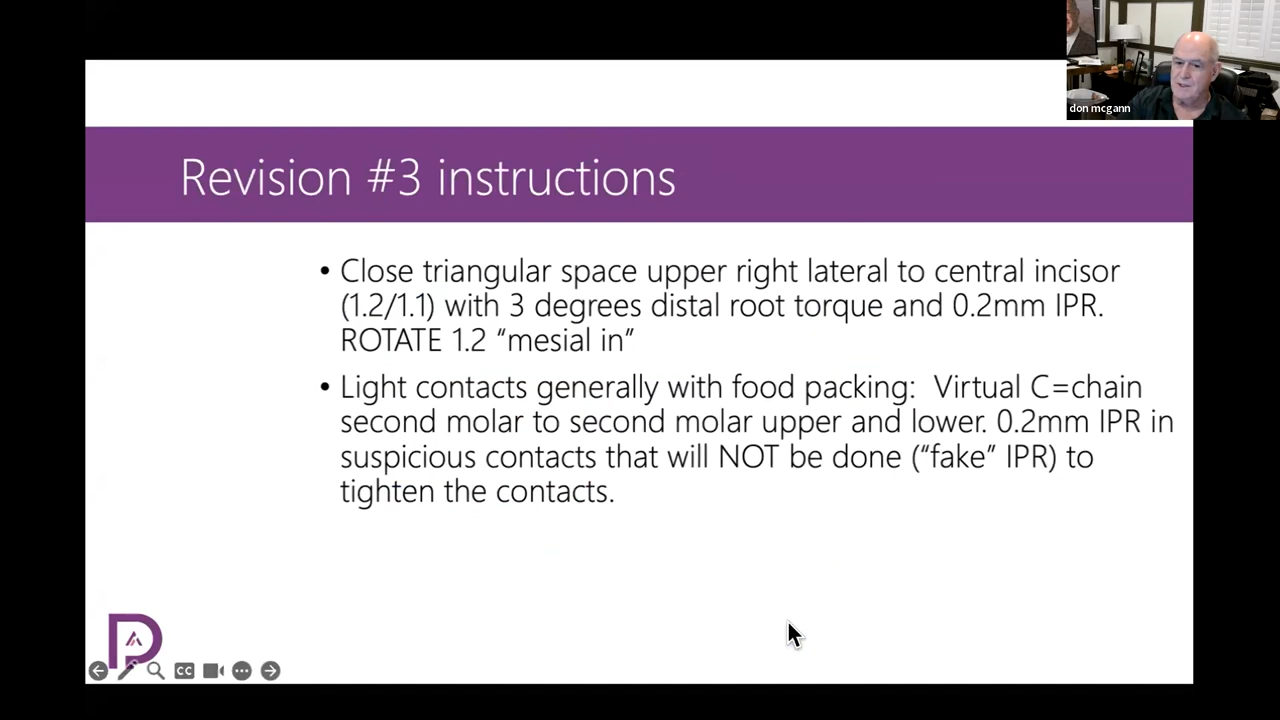 don mcgann
Revision #3 instructions
• Close triangular space upper right lateral to central incisor
(1.2/1.1) with 3 degrees distal root torque and 0.2mm IPR.
ROTATE 1.2 “mesial in”
• Light contacts generally with food packing:  Virtual C=chain
second molar to second molar upper and lower. 0.2mm IPR in
suspicious contacts that will NOT be done (“fake” IPR) to
tighten the contacts.
CC